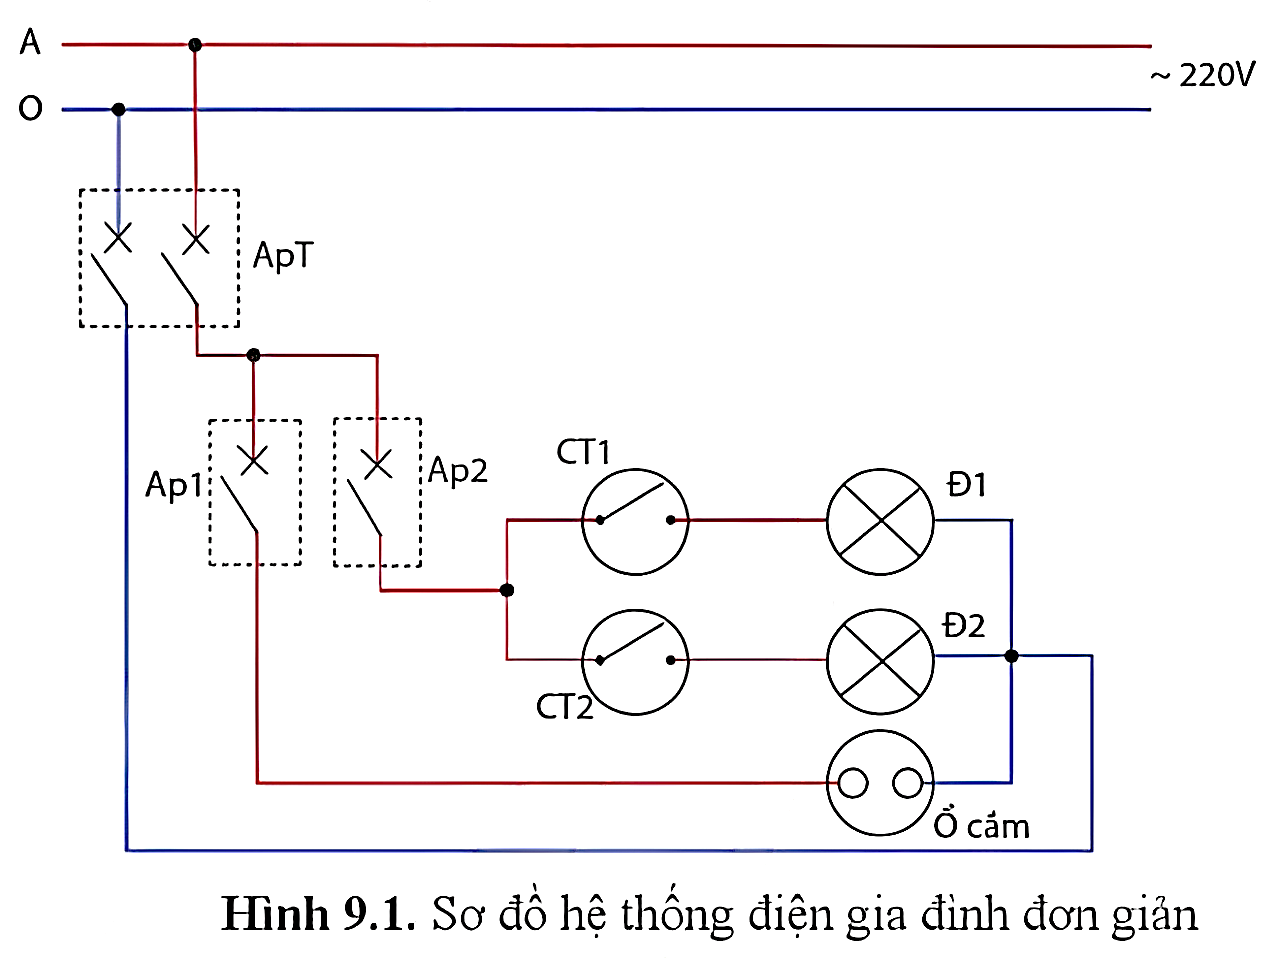 A
~ 220V
O
ApT
Ap1
Ap2
CT1
Đ1
CT2
Đ2
Ổ cắm
Hình 9.1. Sơ đồ hệ thống điện gia đình đơn giản